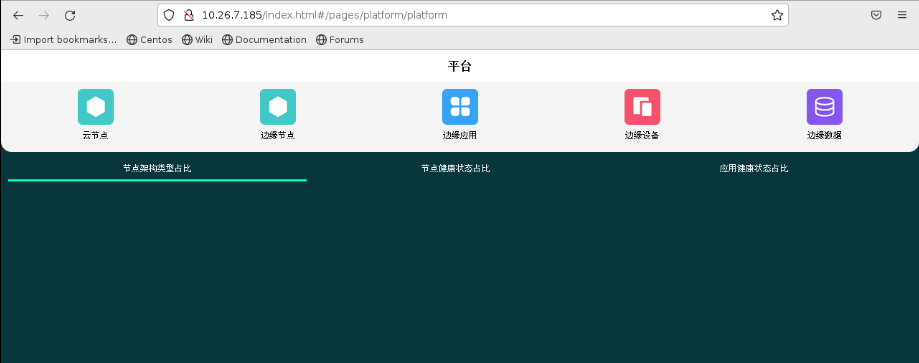 10.26.7.185/index.html#/pages/platform/platform
Import bookmarks... Centos Wiki Documentation Forums
平台
云节点 边缘节点 边缘应用 边缘设备 边缘数据
节点架构类型占比 节点健康状态占比 应用健康状态占比